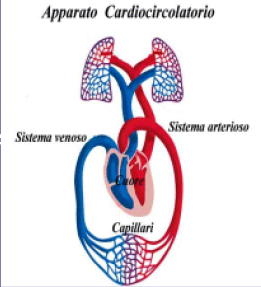 Apparato Cardiocircolatorio
Sistema arterioso
Sistema venoso
Cuore
Capillari